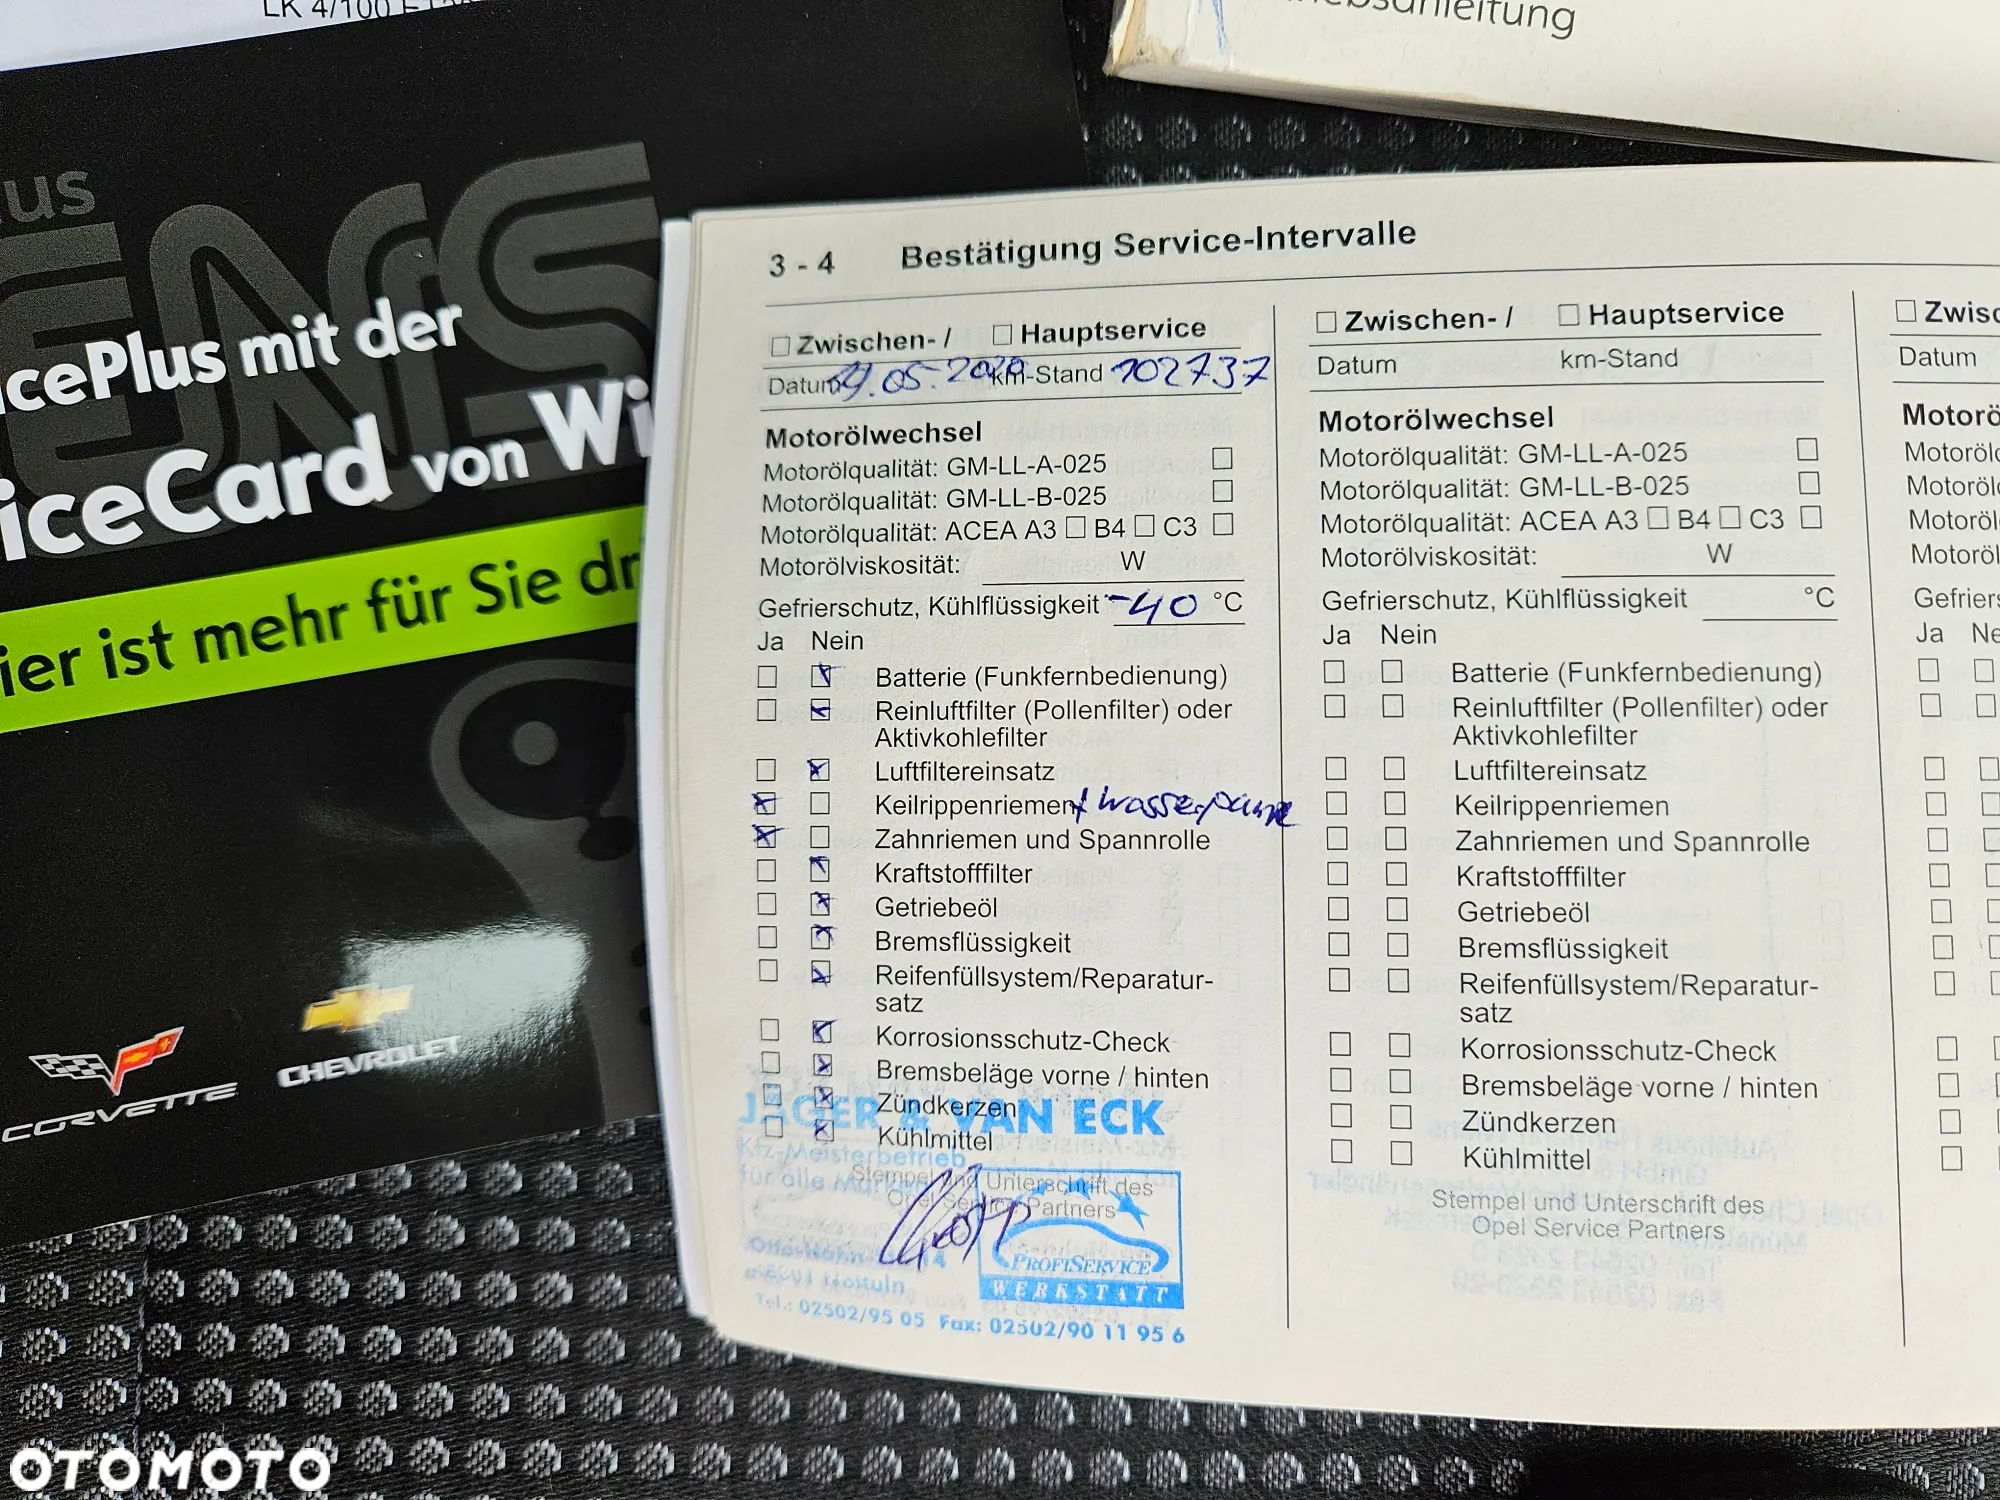 LK 4/100
riebsanleitung
us
ENS
icePlus mit der
iceCard von Wi
ier ist mehr für Sie dr
CORVETTE
CHEVROLET
3 - 4 Bestätigung Service-Intervalle
Zwischen- / Hauptservice
Datum 19.05.2020 km-Stand 102737
Motorölwechsel
Motorölqualität: GM-LL-A-025
Motorölqualität: GM-LL-B-025
Motorölqualität: ACEA A3 B4 C3
Motorölviskosität: W
Gefrierschutz, Kühlflüssigkeit -40 °C
Ja Nein
Batterie (Funkfernbedienung)
Reinluftfilter (Pollenfilter) oder
Aktivkohlefilter
Luftfiltereinsatz
Keilrippenriemen + Wasserpumpe
Zahnriemen und Spannrolle
Kraftstofffilter
Getriebeöl
Bremsflüssigkeit
Reifenfüllsystem/Reparatur-
satz
Korrosionsschutz-Check
Bremsbeläge vorne / hinten
Zündkerzen
Kühlmittel
Stempel und Unterschrift des
Opel Service Partners
JÄGER & VAN ECK
Kfz.-Meisterbetrieb
für alle Marken
PROFISERVICE
WERKSTATT
Tel.: 02502/95 05 Fax: 02502/90 11 95 6
Zwischen- / Hauptservice
Datum km-Stand
Motorölwechsel
Motorölqualität: GM-LL-A-025
Motorölqualität: GM-LL-B-025
Motorölqualität: ACEA A3 B4 C3
Motorölviskosität: W
Gefrierschutz, Kühlflüssigkeit °C
Ja Nein
Batterie (Funkfernbedienung)
Reinluftfilter (Pollenfilter) oder
Aktivkohlefilter
Luftfiltereinsatz
Keilrippenriemen
Zahnriemen und Spannrolle
Kraftstofffilter
Getriebeöl
Bremsflüssigkeit
Reifenfüllsystem/Reparatur-
satz
Korrosionsschutz-Check
Bremsbeläge vorne / hinten
Zündkerzen
Kühlmittel
Stempel und Unterschrift des
Opel Service Partners
Zwisc
Datum
Motorö
Motorölq
Motorölq
Motorölq
Motoröl
Gefriers
Ja Ne
OTOMOTO